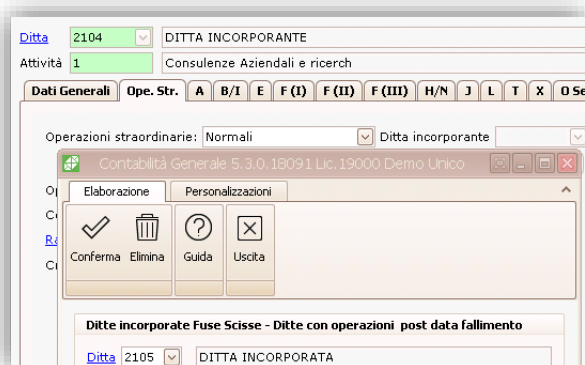 Ditta 2104 DITTA INCORPORANTE
Attività 1 Consulenze Aziendali e ricerch
Dati Generali Ope. Str. A B/I E F (I) F (II) F (III) H/N J L T X O Se
Operazioni straordinarie: Normali Ditta incorporante
Contabilità Generale 5.3.0.18091 Lic.19000 Demo Unico
Elaborazione Personalizzazioni
Conferma Elimina Guida Uscita
Ditte incorporate Fuse Scisse - Ditte con operazioni post data fallimento
Ditta 2105 DITTA INCORPORATA